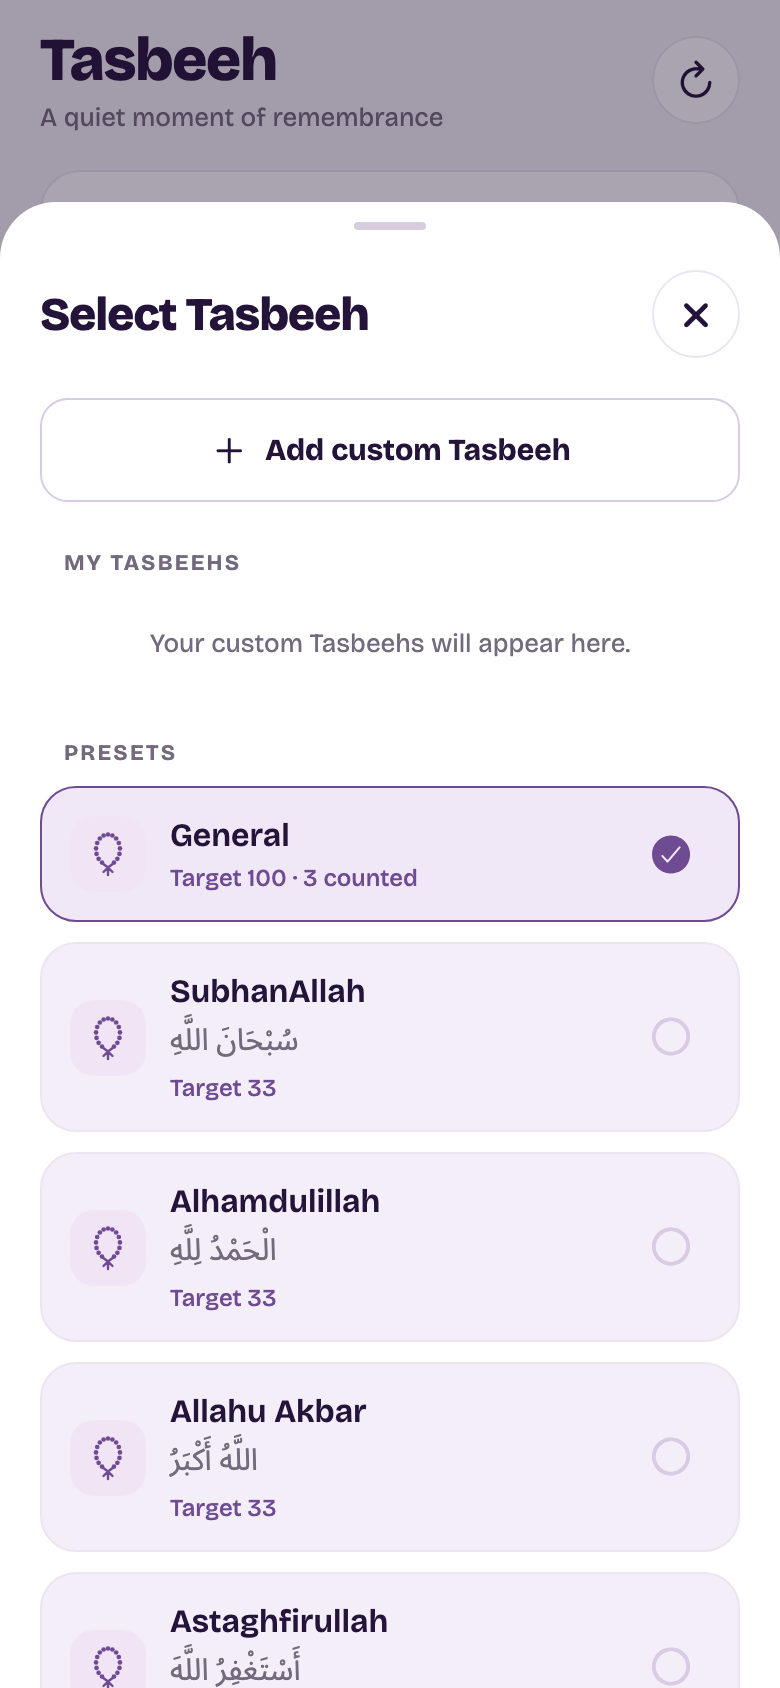 Tasbeeh
A quiet moment of remembrance
Select Tasbeeh
Add custom Tasbeeh
MY TASBEEHS
Your custom Tasbeehs will appear here.
PRESETS
General
Target 100 · 3 counted
SubhanAllah
سُبْحَانَ اللَّهِ
Target 33
Alhamdulillah
الْحَمْدُ لِلَّهِ
Target 33
Allahu Akbar
اللَّهُ أَكْبَرُ
Target 33
Astaghfirullah
أَسْتَغْفِرُ اللَّهَ